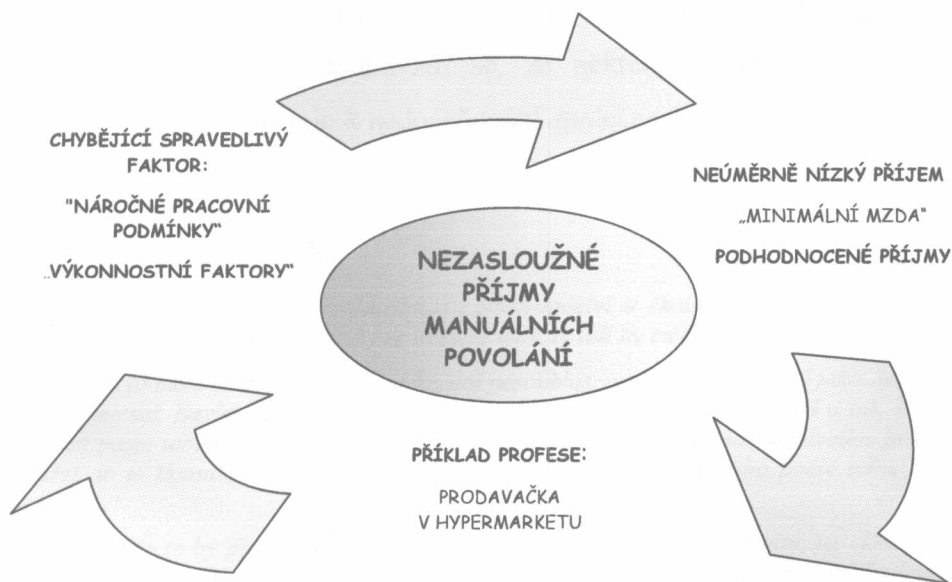 CHYBĚJÍCÍ SPRAVEDLIVÝ
FAKTOR:
"NÁROČNÉ PRACOVNÍ
PODMÍNKY“
„VÝKONNOSTNÍ FAKTORY“
NEÚMĚRNĚ NÍZKÝ PŘÍJEM
„MINIMÁLNÍ MZDA“
PODHODNOCENÉ PŘÍJMY
NEZASLOUŽNÉ
PŘÍJMY
MANUÁLNÍCH
POVOLÁNÍ
PŘÍKLAD PROFESE:
PRODAVAČKA
V HYPERMARKETU